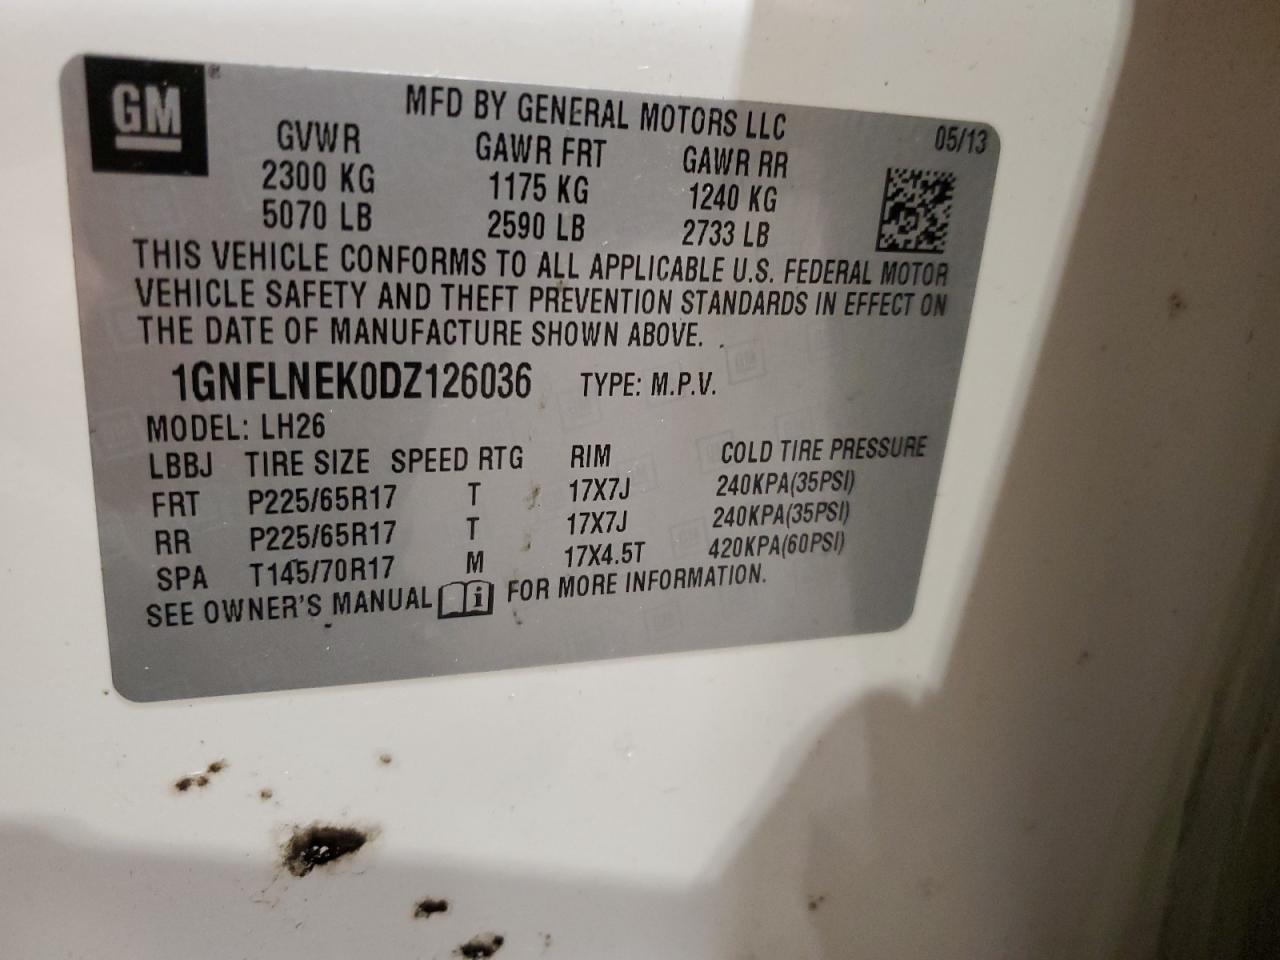 GM
MFD BY GENERAL MOTORS LLC
05/13
GVWR GAWR FRT GAWR RR
2300 KG 1175 KG 1240 KG
5070 LB 2590 LB 2733 LB
THIS VEHICLE CONFORMS TO ALL APPLICABLE U.S. FEDERAL MOTOR
VEHICLE SAFETY AND THEFT PREVENTION STANDARDS IN EFFECT ON
THE DATE OF MANUFACTURE SHOWN ABOVE.
1GNFLNEK0DZ126036 TYPE: M.P.V.
MODEL: LH26
LBBJ TIRE SIZE SPEED RTG RIM COLD TIRE PRESSURE
FRT P225/65R17 T 17X7J 240KPA(35PSI)
RR P225/65R17 T 17X7J 240KPA(35PSI)
SPA T145/70R17 M 17X4.5T 420KPA(60PSI)
SEE OWNER'S MANUAL i FOR MORE INFORMATION.